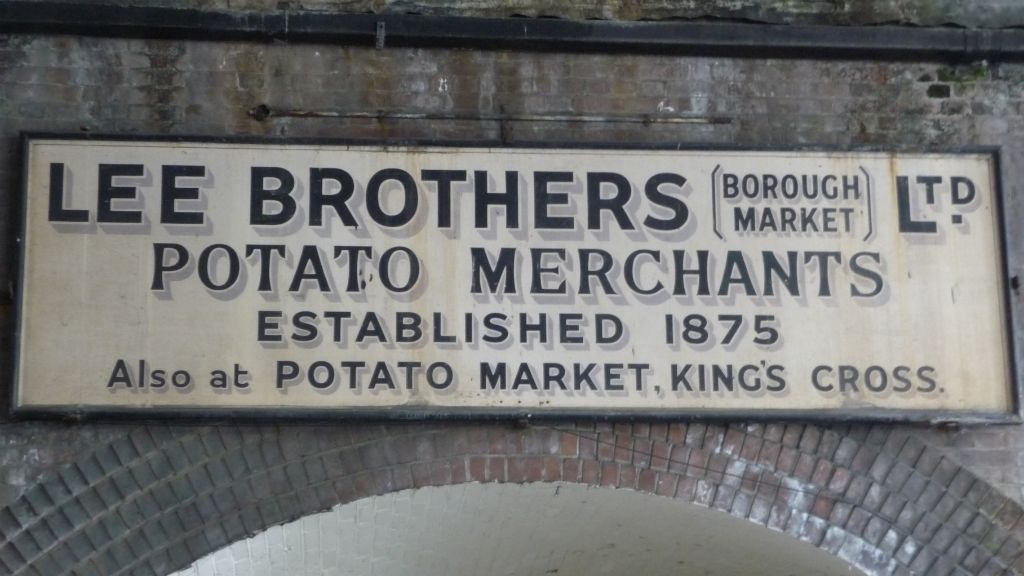 LEE BROTHERS (BOROUGH MARKET) LTD.
POTATO MERCHANTS
ESTABLISHED 1875
Also at POTATO MARKET, KING'S CROSS.